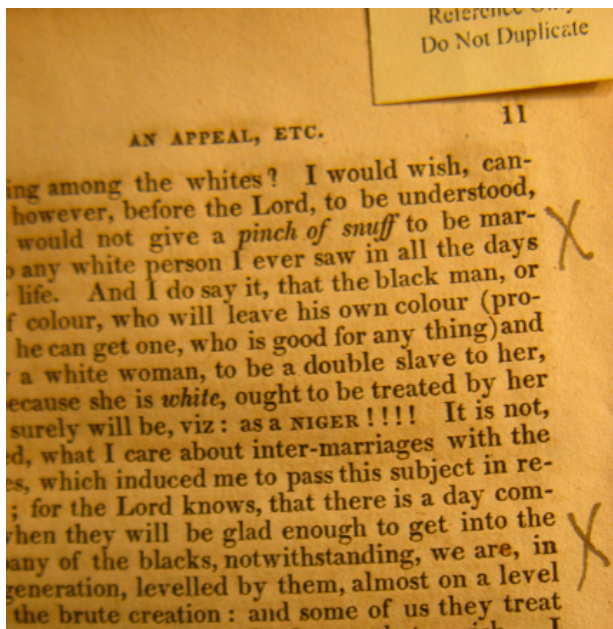 Reference Only
Do Not Duplicate
AN APPEAL, ETC.
11
ing among the whites? I would wish, can-
however, before the Lord, to be understood,
would not give a pinch of snuff to be mar-
any white person I ever saw in all the days
life. And I do say it, that the black man, or
f colour, who will leave his own colour (pro-
he can get one, who is good for any thing) and
a white woman, to be a double slave to her,
ecause she is white, ought to be treated by her
surely will be, viz: as a NIGER!!!! It is not,
ed, what I care about inter-marriages with the
es, which induced me to pass this subject in re-
; for the Lord knows, that there is a day com-
when they will be glad enough to get into the
any of the blacks, notwithstanding, we are, in
generation, levelled by them, almost on a level
the brute creation: and some of us they treat